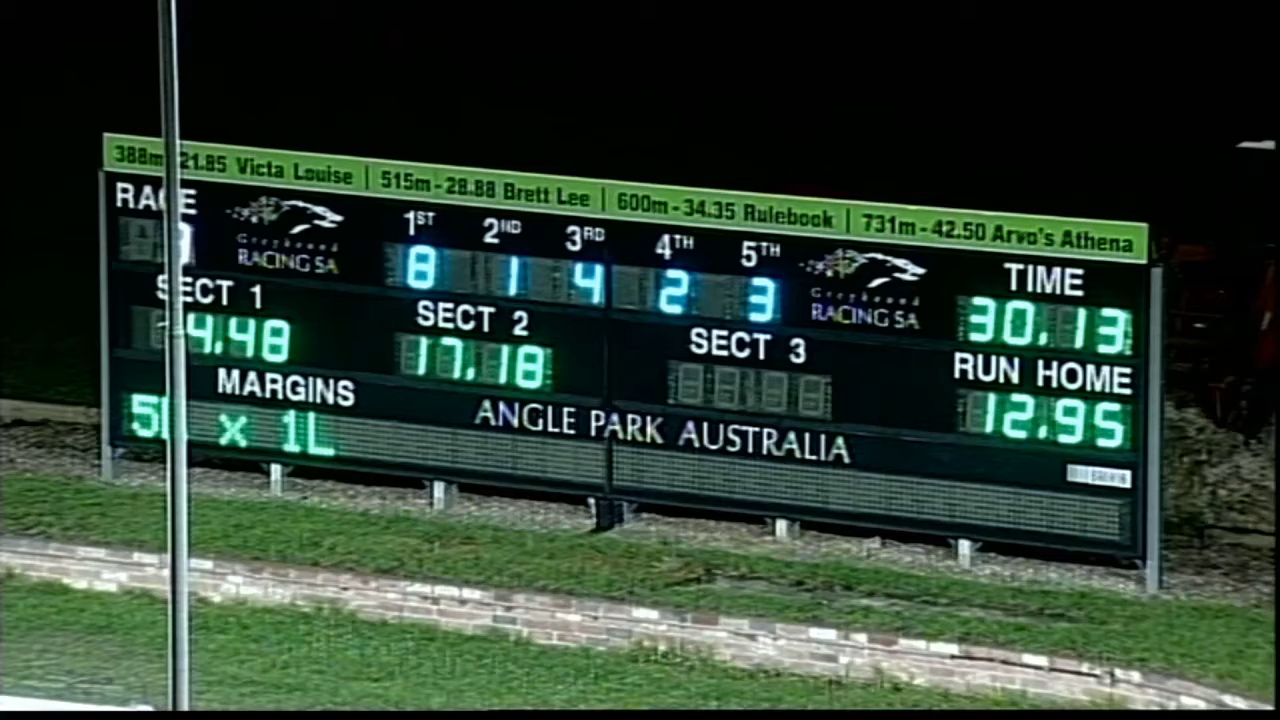 388m-21.85 Victa Louise | 515m-28.88 Brett Lee | 600m-34.35 Rulebook | 731m-42.50 Arvo's Athena
RACE
Greyhound RACING SA
1ST 2ND 3RD 4TH 5TH
8 1 4 2 3
Greyhound RACING SA
TIME
30.13
SECT 1
4.48
SECT 2
17.18
SECT 3
RUN HOME
12.95
MARGINS
5L x 1L
ANGLE PARK AUSTRALIA